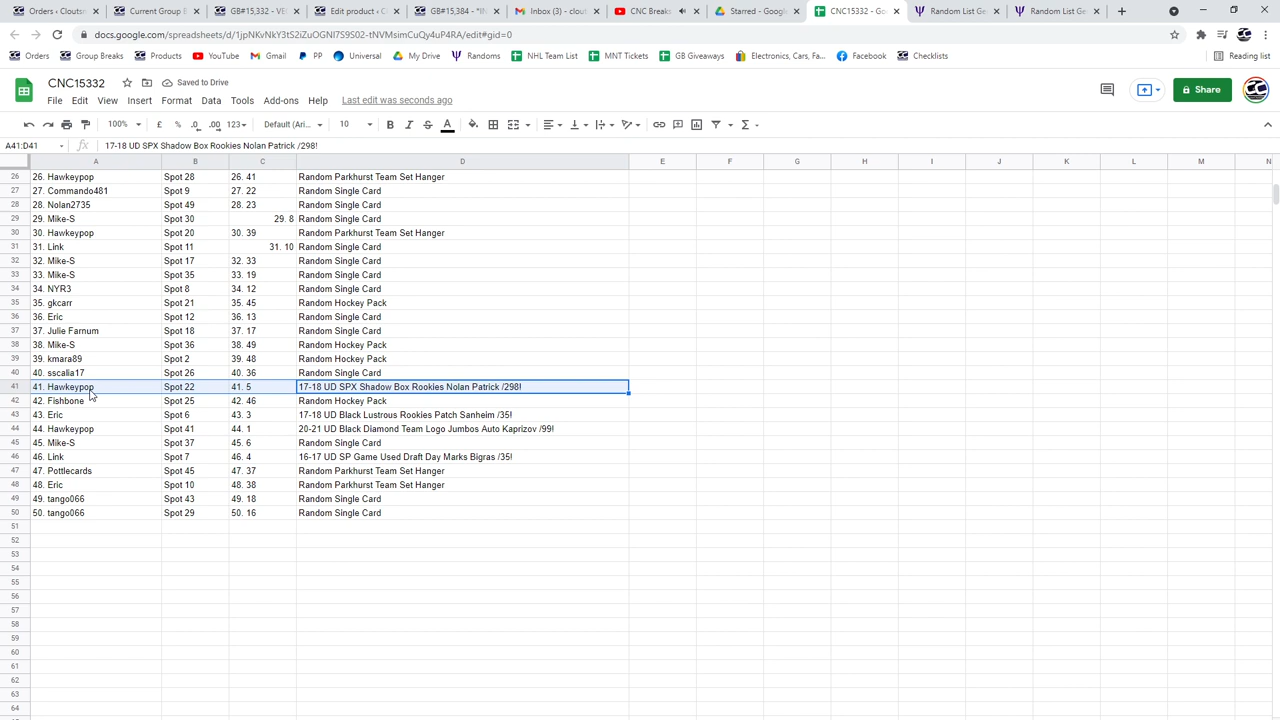 Orders < Cloutsn
Current Group B
GB#15,332 - VE
Edit product < C
GB#15,384 - *IN
Inbox (3) - clou
CNC Breaks
Starred - Google
CNC15332 - Go
Random List Ge
Random List Ge
docs.google.com/spreadsheets/d/1jpNKvNkY3tS2iZuOGNI7S9S02-tNVMsimCuQy4uP4RA/edit#gid=0
Orders Group Breaks Products YouTube Gmail PP Universal My Drive Randoms NHL Team List MNT Tickets GB Giveaways Electronics, Cars, Fa... Facebook Checklists Reading list
CNC15332 Saved to Drive
File Edit View Insert Format Data Tools Add-ons Help Last edit was seconds ago
Share
100% £ % .0 .00 123 Default (Ari... 10 B I S A Σ
A41:D41 fx 17-18 UD SPX Shadow Box Rookies Nolan Patrick /298!
A B C D E F G H I J K L M N
26 26. Hawkeypop Spot 28 26. 41 Random Parkhurst Team Set Hanger
27 27. Commando481 Spot 9 27. 22 Random Single Card
28 28. Nolan2735 Spot 49 28. 23 Random Single Card
29 29. Mike-S Spot 30 29. 8 Random Single Card
30 30. Hawkeypop Spot 20 30. 39 Random Parkhurst Team Set Hanger
31 31. Link Spot 11 31. 10 Random Single Card
32 32. Mike-S Spot 17 32. 33 Random Single Card
33 33. Mike-S Spot 35 33. 19 Random Single Card
34 34. NYR3 Spot 8 34. 12 Random Single Card
35 35. gkcarr Spot 21 35. 45 Random Hockey Pack
36 36. Eric Spot 12 36. 13 Random Single Card
37 37. Julie Farnum Spot 18 37. 17 Random Single Card
38 38. Mike-S Spot 36 38. 49 Random Hockey Pack
39 39. kmara89 Spot 2 39. 48 Random Hockey Pack
40 40. sscalia17 Spot 26 40. 36 Random Single Card
41 41. Hawkeypop Spot 22 41. 5 17-18 UD SPX Shadow Box Rookies Nolan Patrick /298!
42 42. Fishbone Spot 25 42. 46 Random Hockey Pack
43 43. Eric Spot 6 43. 3 17-18 UD Black Lustrous Rookies Patch Sanheim /35!
44 44. Hawkeypop Spot 41 44. 1 20-21 UD Black Diamond Team Logo Jumbos Auto Kaprizov /99!
45 45. Mike-S Spot 37 45. 6 Random Single Card
46 46. Link Spot 7 46. 4 16-17 UD SP Game Used Draft Day Marks Bigras /35!
47 47. Pottlecards Spot 45 47. 37 Random Parkhurst Team Set Hanger
48 48. Eric Spot 10 48. 38 Random Parkhurst Team Set Hanger
49 49. tango066 Spot 43 49. 18 Random Single Card
50 50. tango066 Spot 29 50. 16 Random Single Card
51
52
53
54
55
56
57
58
59
60
61
62
63
64